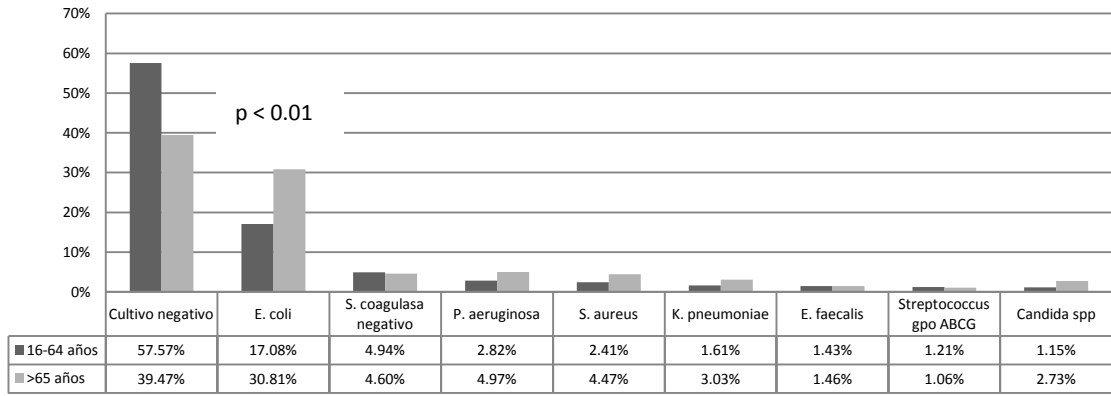 70%
60%
50%
40%
30%
20%
10%
0%
p < 0.01
Cultivo negativo E. coli S. coagulasa negativo P. aeruginosa S. aureus K. pneumoniae E. faecalis Streptococcus gpo ABCG Candida spp
16-64 años 57.57% 17.08% 4.94% 2.82% 2.41% 1.61% 1.43% 1.21% 1.15%
>65 años 39.47% 30.81% 4.60% 4.97% 4.47% 3.03% 1.46% 1.06% 2.73%